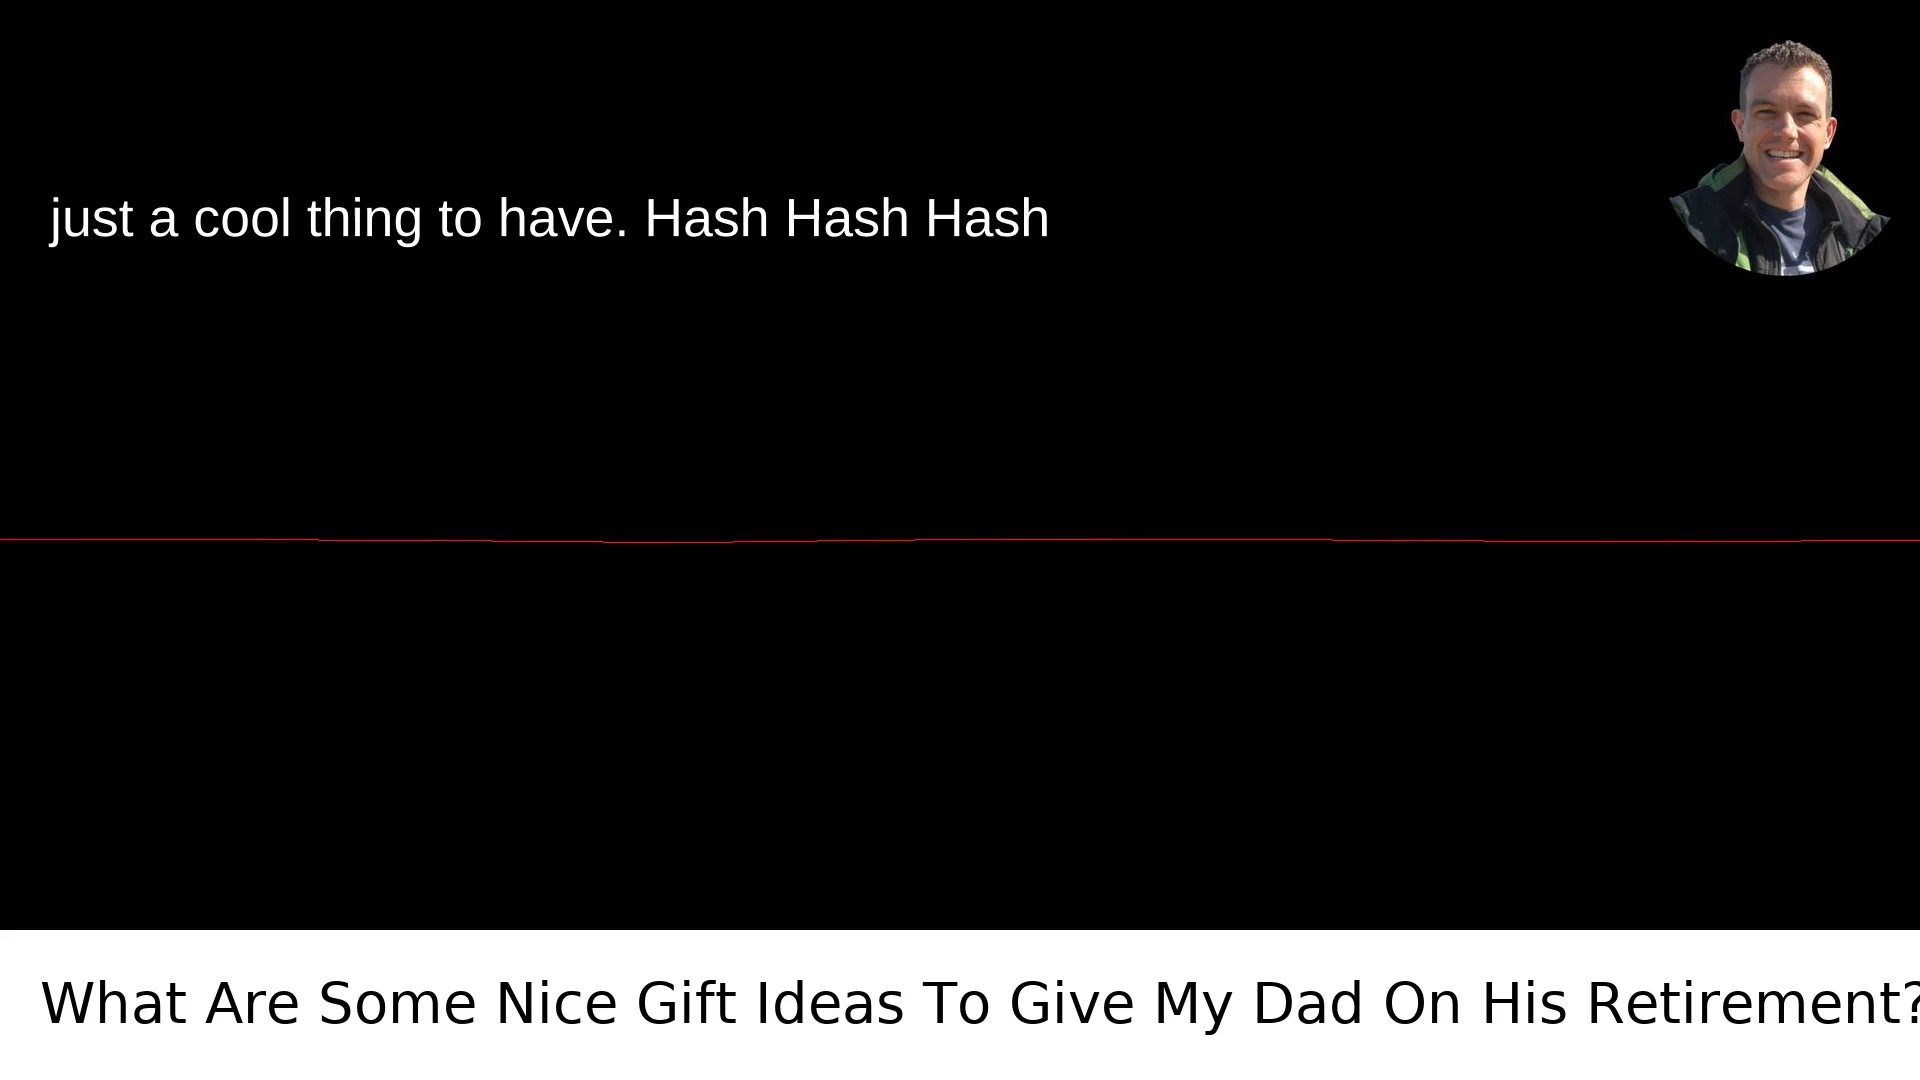 just a cool thing to have. Hash Hash Hash
What Are Some Nice Gift Ideas To Give My Dad On His Retirement?